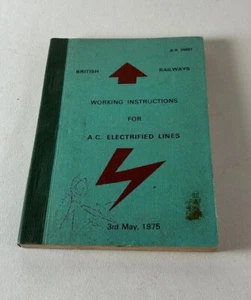 BRITISH RAILWAYS
WORKING INSTRUCTIONS
FOR
A.C. ELECTRIFIED LINES
3rd May, 1975